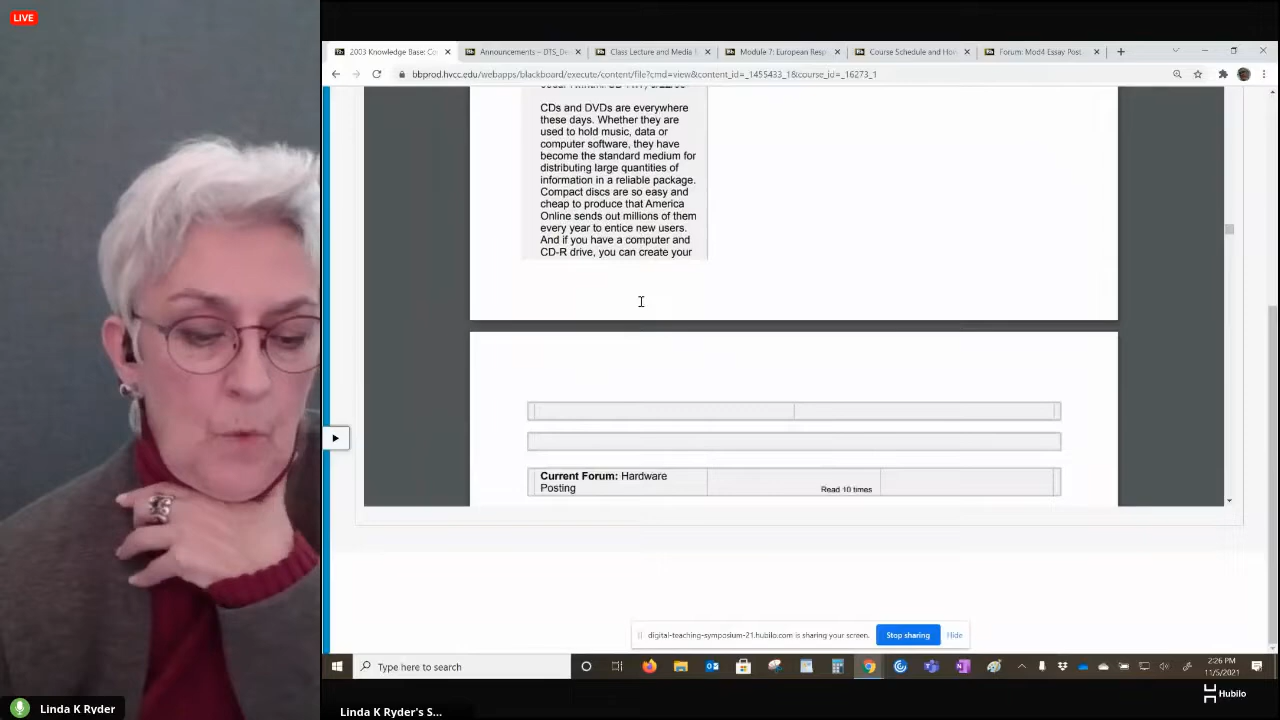 LIVE
2003 Knowledge Base: Co
Announcements – DTS_De
Class Lecture and Media
Module 7: European Resp
Course Schedule and Ho
Forum: Mod4 Essay Post
bbprod.hvcc.edu/webapps/blackboard/execute/content/file?cmd=view&content_id=_1455433_1&course_id=_16273_1
CDs and DVDs are everywhere
these days. Whether they are
used to hold music, data or
computer software, they have
become the standard medium for
distributing large quantities of
information in a reliable package.
Compact discs are so easy and
cheap to produce that America
Online sends out millions of them
every year to entice new users.
And if you have a computer and
CD-R drive, you can create your
Current Forum: Hardware
Posting
Read 10 times
digital-teaching-symposium-21.hubilo.com is sharing your screen.
Stop sharing
Hide
Type here to search
2:26 PM
11/5/2021
Hubilo
Linda K Ryder
Linda K Ryder's S...